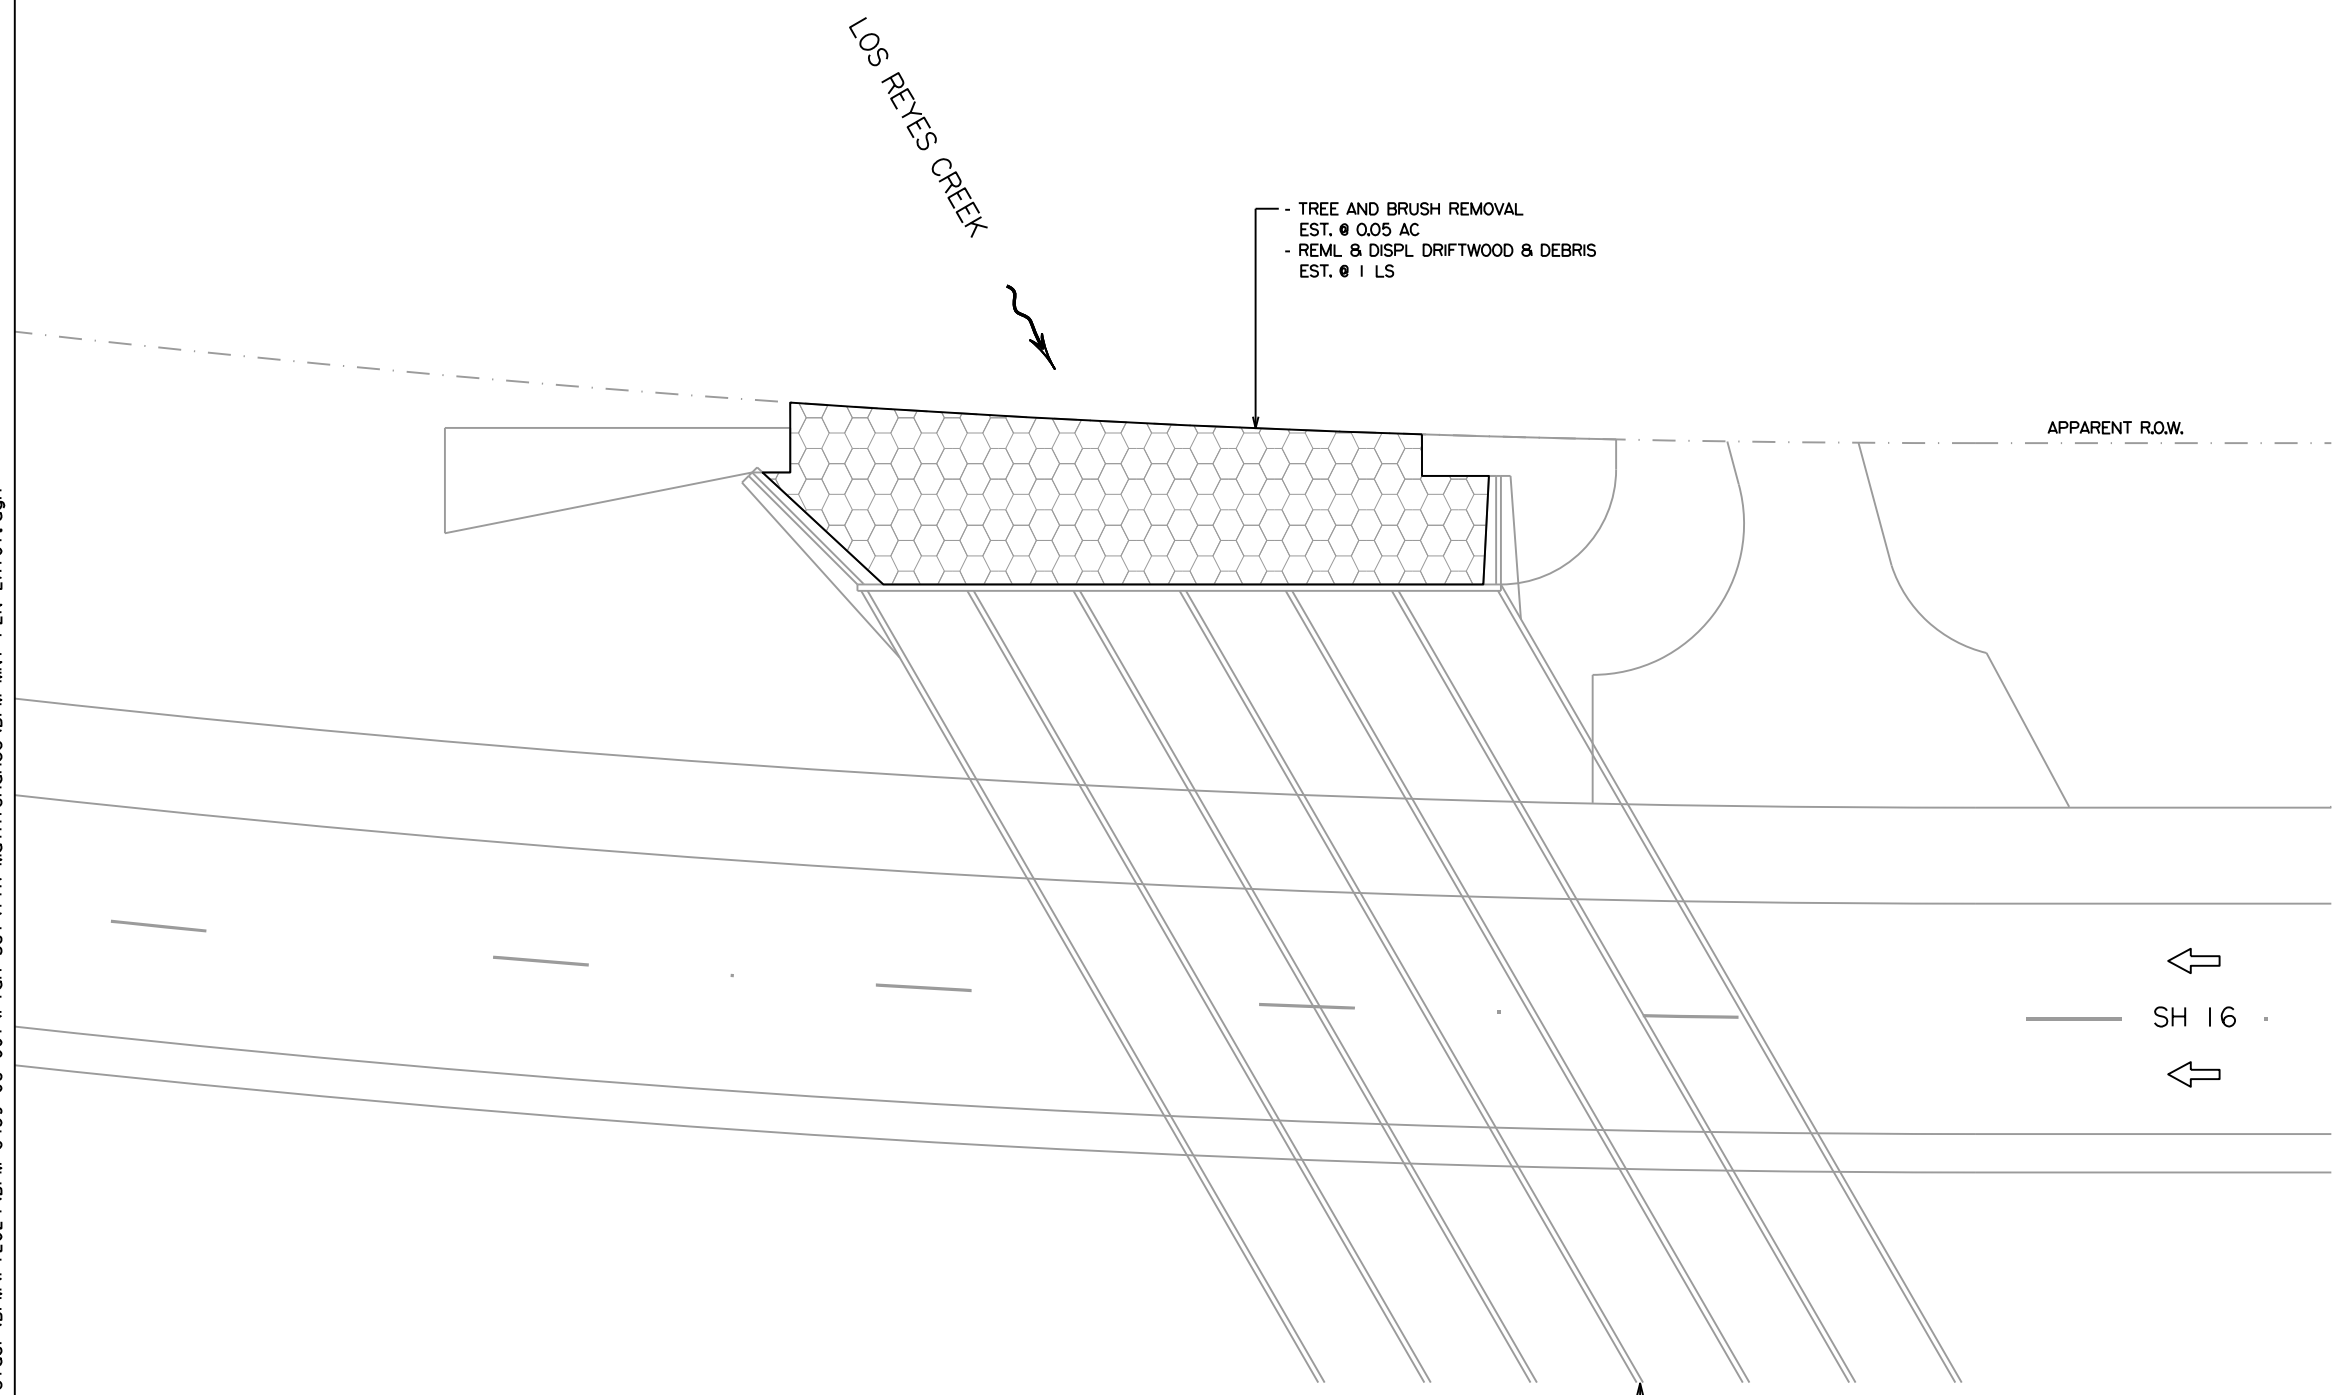 LOS REYES CREEK
- TREE AND BRUSH REMOVAL
EST. @ 0.05 AC
- REML & DISPL DRIFTWOOD & DEBRIS
EST. @ 1 LS
APPARENT R.O.W.
SH 16